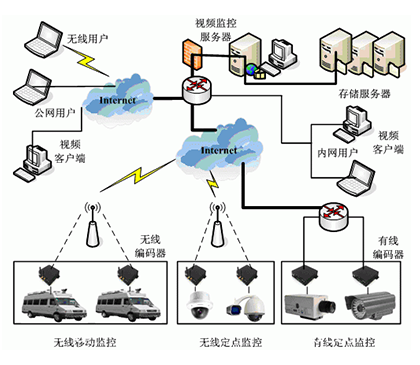 无线用户
视频监控
服务器
Internet
公网用户
存储服务器
视频
客户端
Internet
内网用户
视频
客户端
无线
编码器
有线
编码器
无线移动监控
无线定点监控
有线定点监控